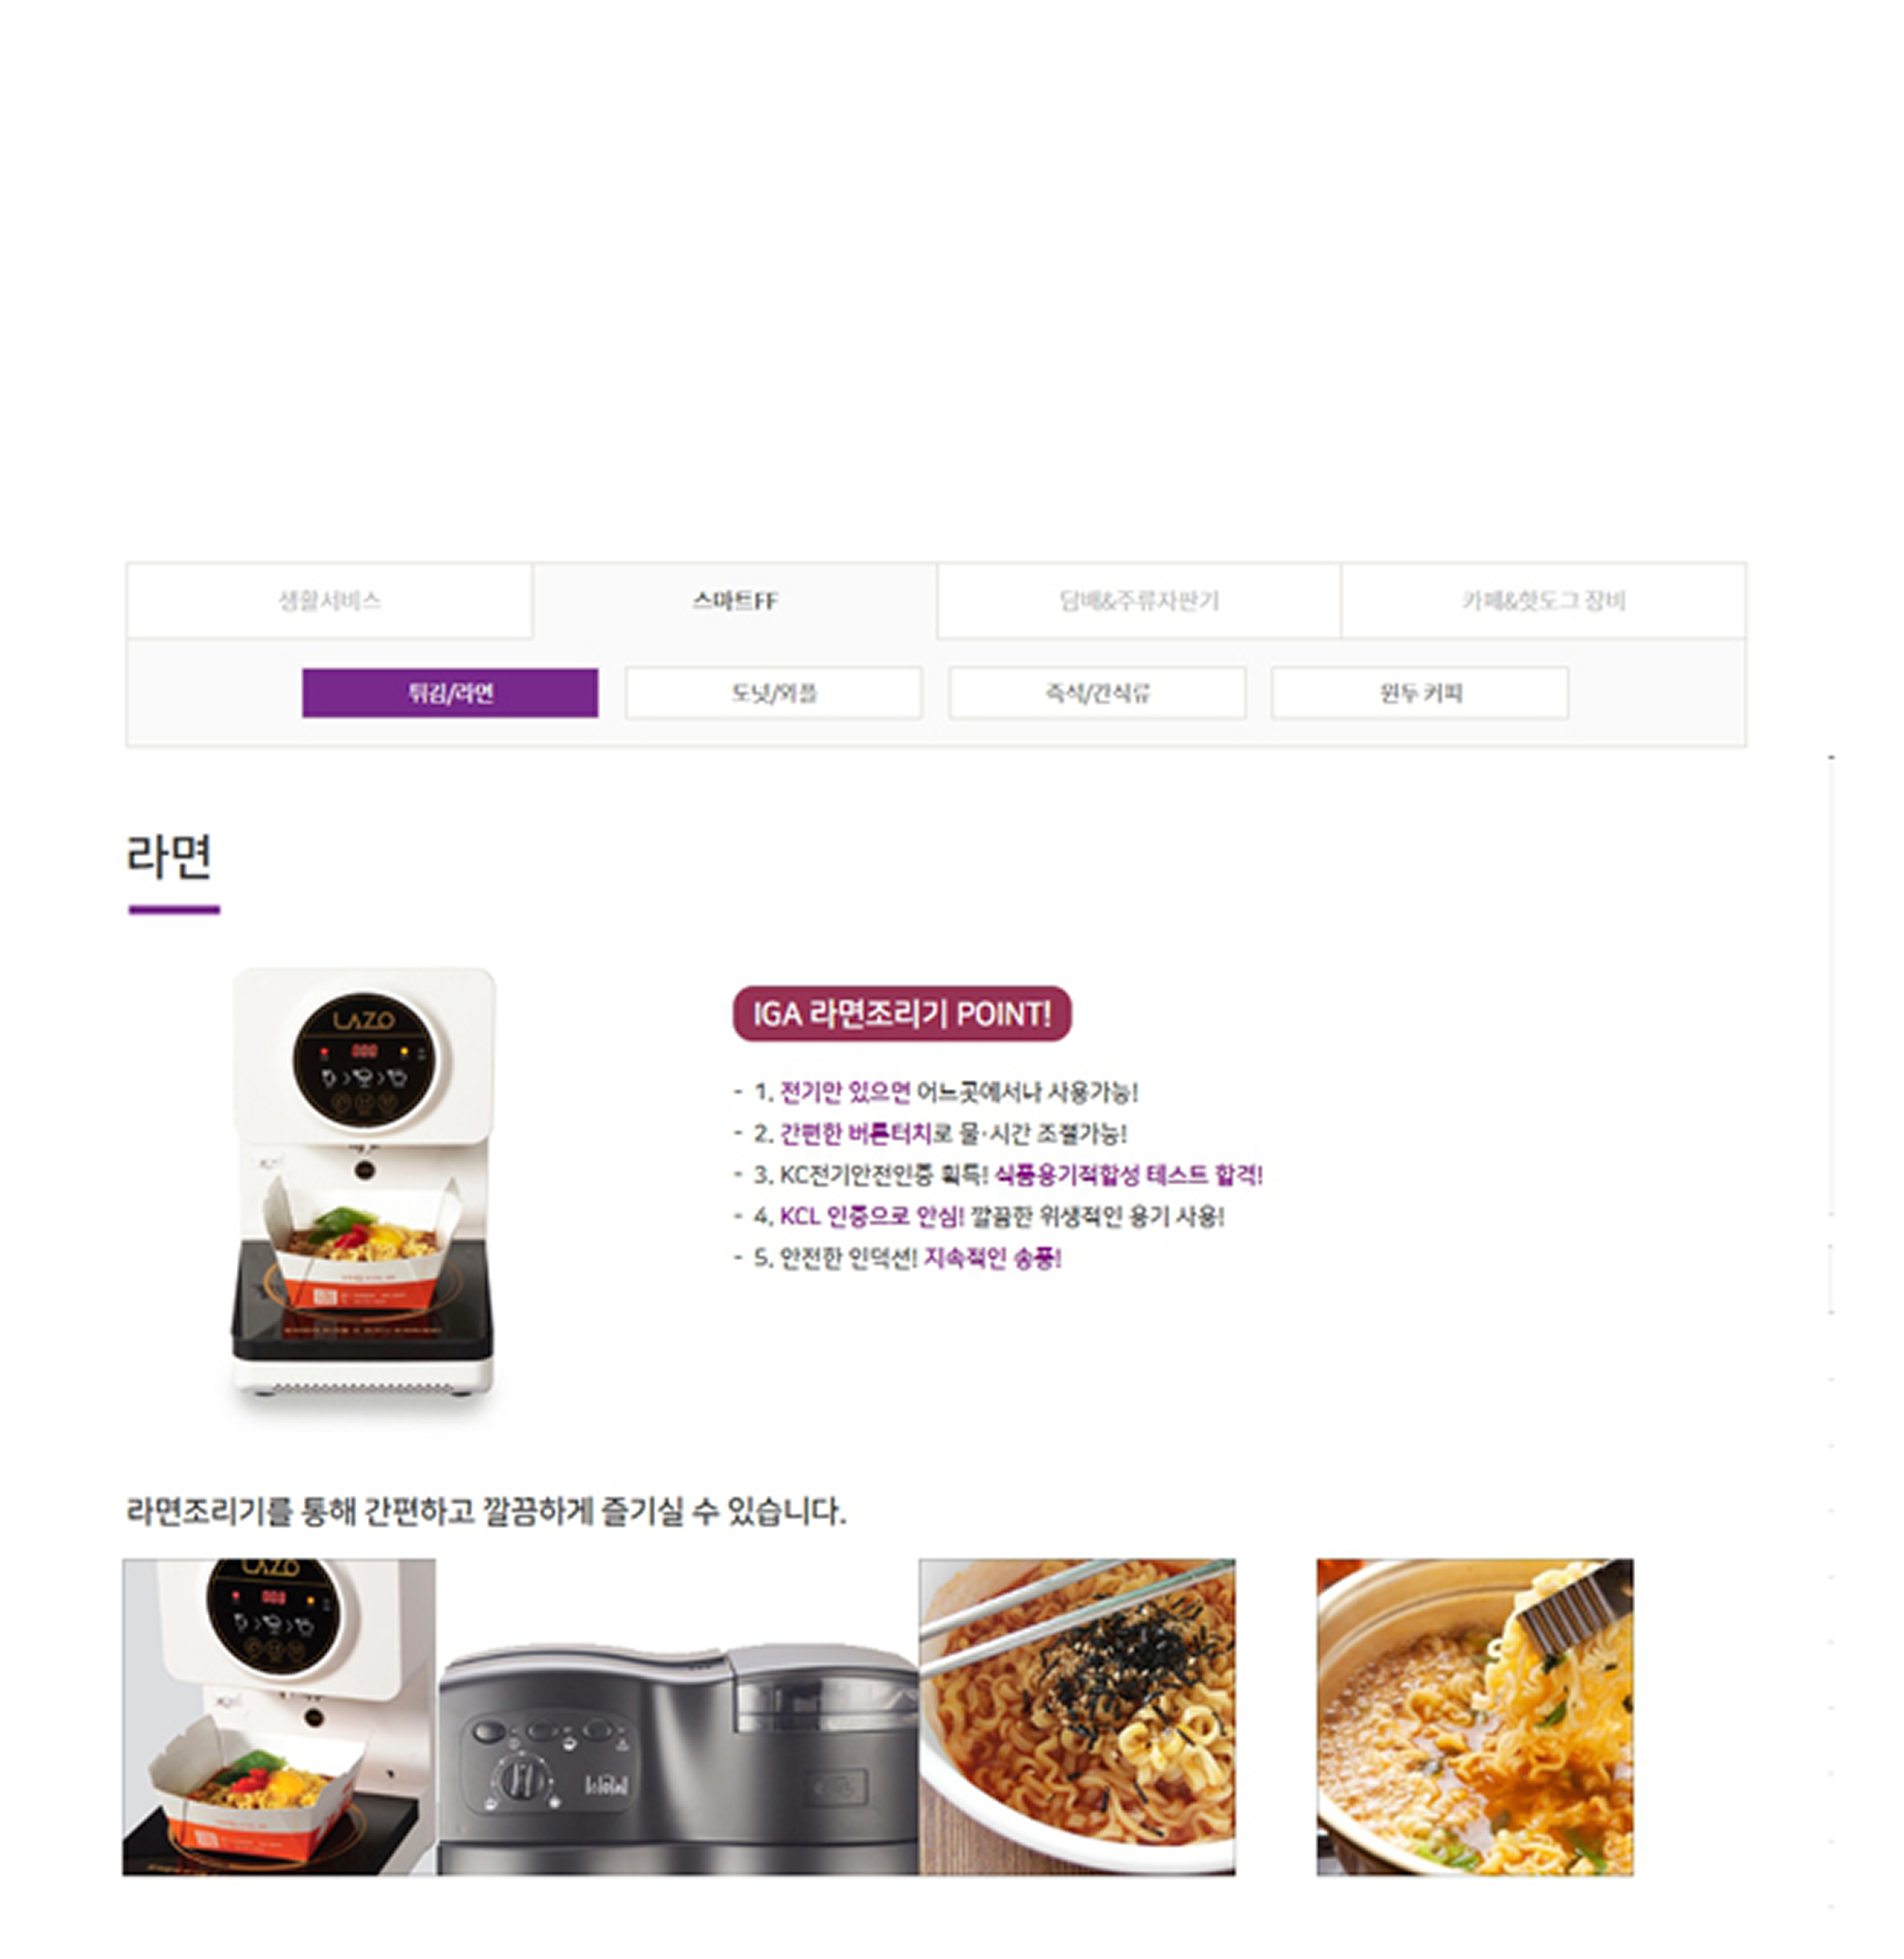 생활서비스
스마트FF
담배&주류자판기
카페&핫도그 장비
튀김/라면
도넛/와플
즉석/간식류
원두 커피
라면
LAZO
000
IGA 라면조리기 POINT!
- 1. 전기만 있으면 어느곳에서나 사용가능!
- 2. 간편한 버튼터치로 물·시간 조절가능!
- 3. KC전기안전인증 획득! 식품용기적합성 테스트 합격!
- 4. KCL 인증으로 안심! 깔끔한 위생적인 용기 사용!
- 5. 안전한 인덕션! 지속적인 송풍!
라면조리기를 통해 간편하고 깔끔하게 즐기실 수 있습니다.
LAZO
000